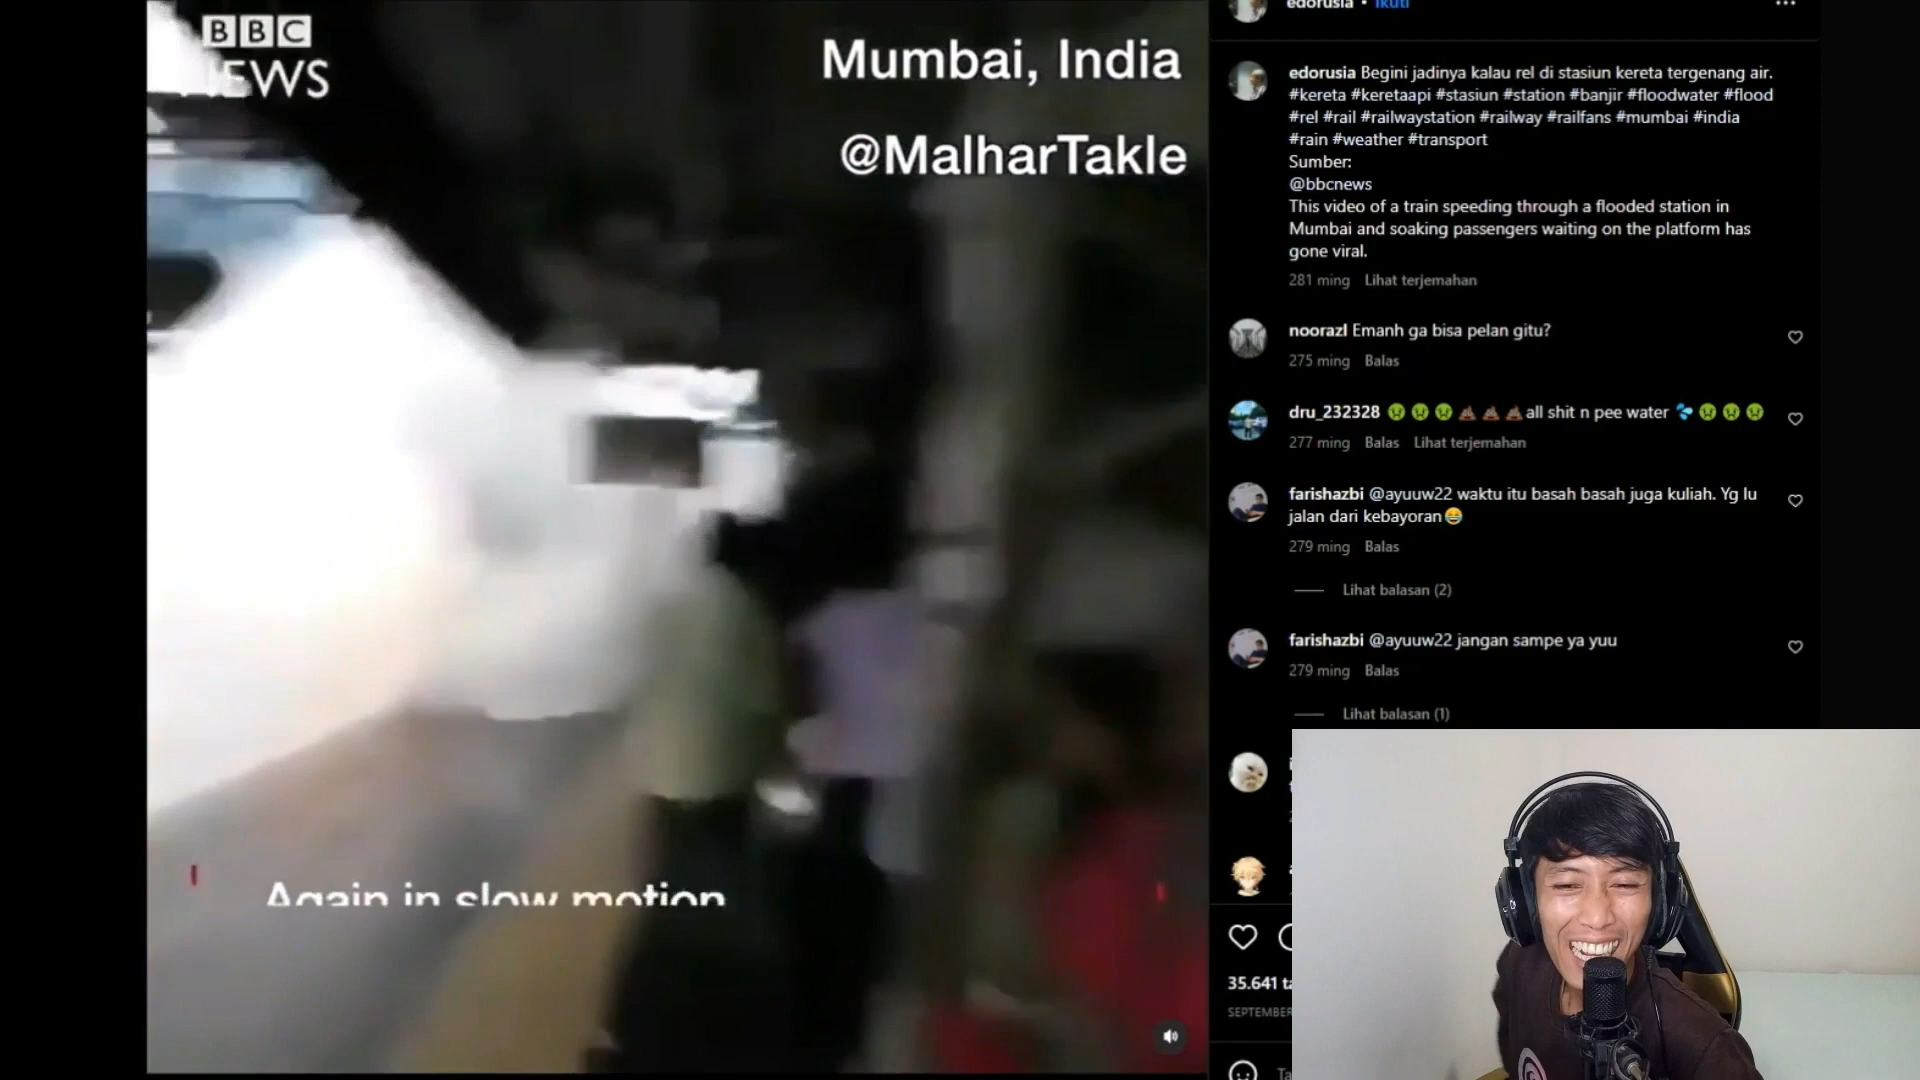 BBC
NEWS
Mumbai, India
@MalharTakle
Again in slow motion
edorusia • Ikuti
edorusia Begini jadinya kalau rel di stasiun kereta tergenang air.
#kereta #keretaapi #stasiun #station #banjir #floodwater #flood
#rel #rail #railwaystation #railway #railfans #mumbai #india
#rain #weather #transport
Sumber:
@bbcnews
This video of a train speeding through a flooded station in
Mumbai and soaking passengers waiting on the platform has
gone viral.
281 ming Lihat terjemahan
noorazl Emanh ga bisa pelan gitu?
275 ming Balas
dru_232328 🤢🤢🤢💩💩💩all shit n pee water 💦🤢🤢🤢
277 ming Balas Lihat terjemahan
farishazbi @ayuuw22 waktu itu basah basah juga kuliah. Yg lu
jalan dari kebayoran😂
279 ming Balas
Lihat balasan (2)
farishazbi @ayuuw22 jangan sampe ya yuu
279 ming Balas
Lihat balasan (1)
35.641
SEPTEMBER